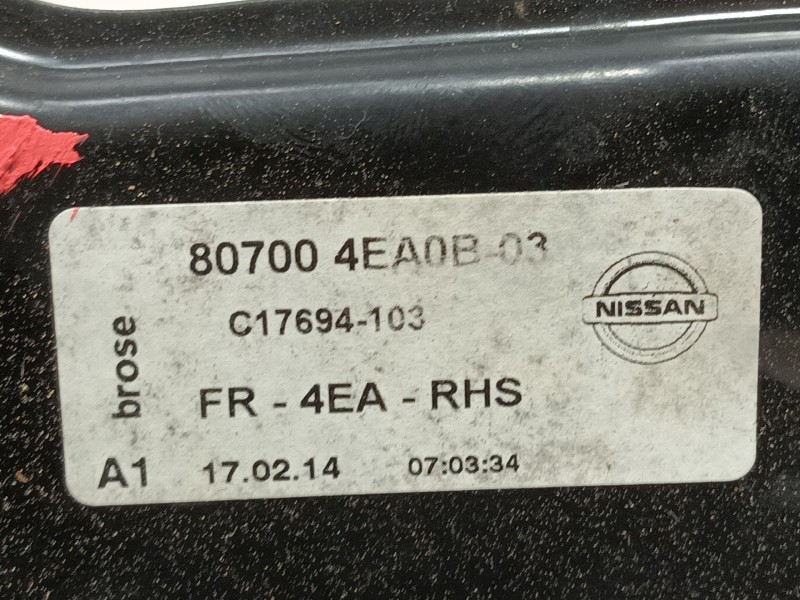 80700 4EA0B-03
C17694-103
NISSAN
brose
FR - 4EA - RHS
A1 17.02.14 07:03:34